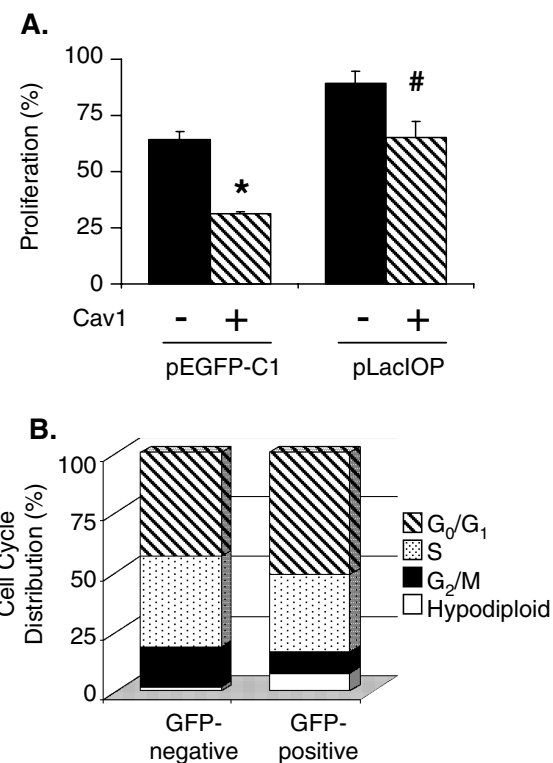 A.
Proliferation (%)
100
75
50
25
0
*
#
Cav1 - + - +
pEGFP-C1 pLacIOP
B.
Cell Cycle
Distribution (%)
100
75
50
25
0
G0/G1
S
G2/M
Hypodiploid
GFP-
negative
GFP-
positive